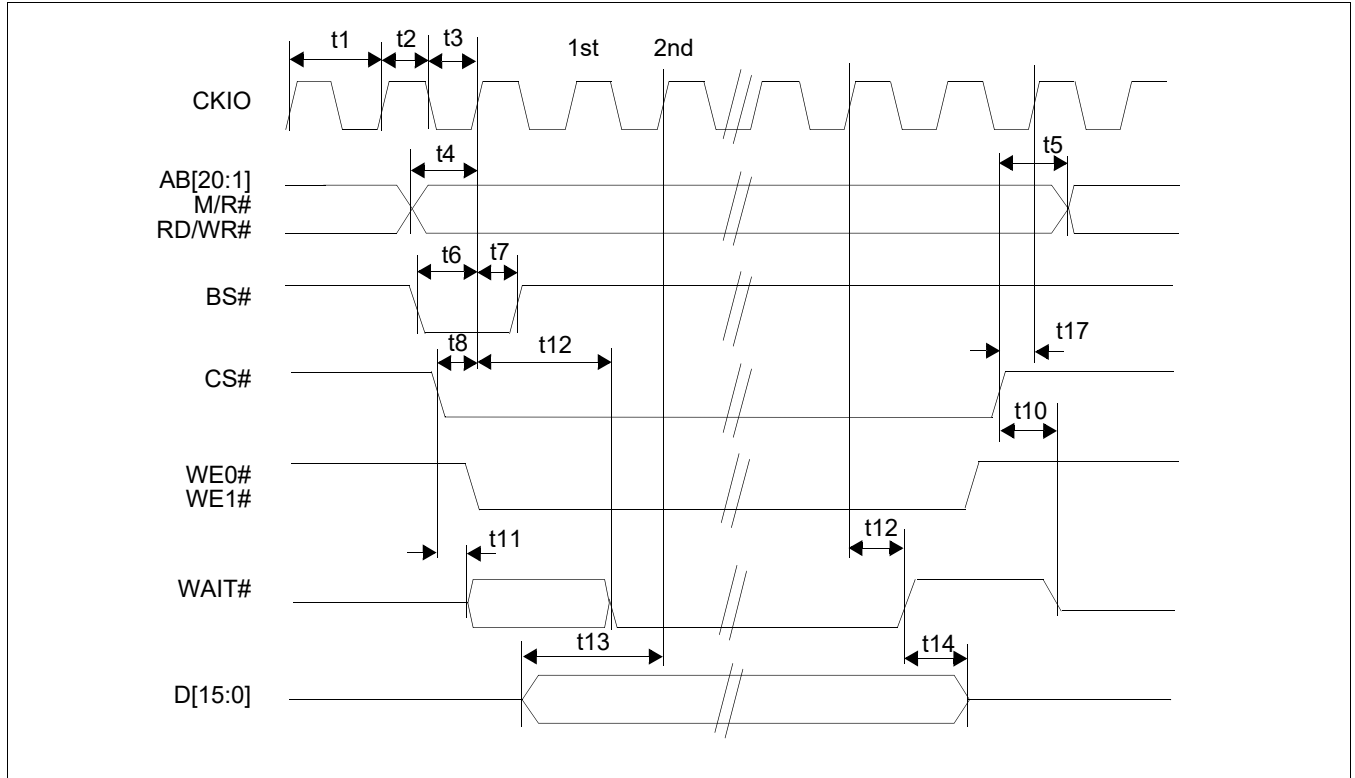 t1
t2
t3
1st
2nd
CKIO
t4
t5
AB[20:1]
M/R#
RD/WR#
t6
t7
BS#
t8
t12
t17
CS#
t10
WE0#
WE1#
t11
t12
WAIT#
t13
t14
D[15:0]